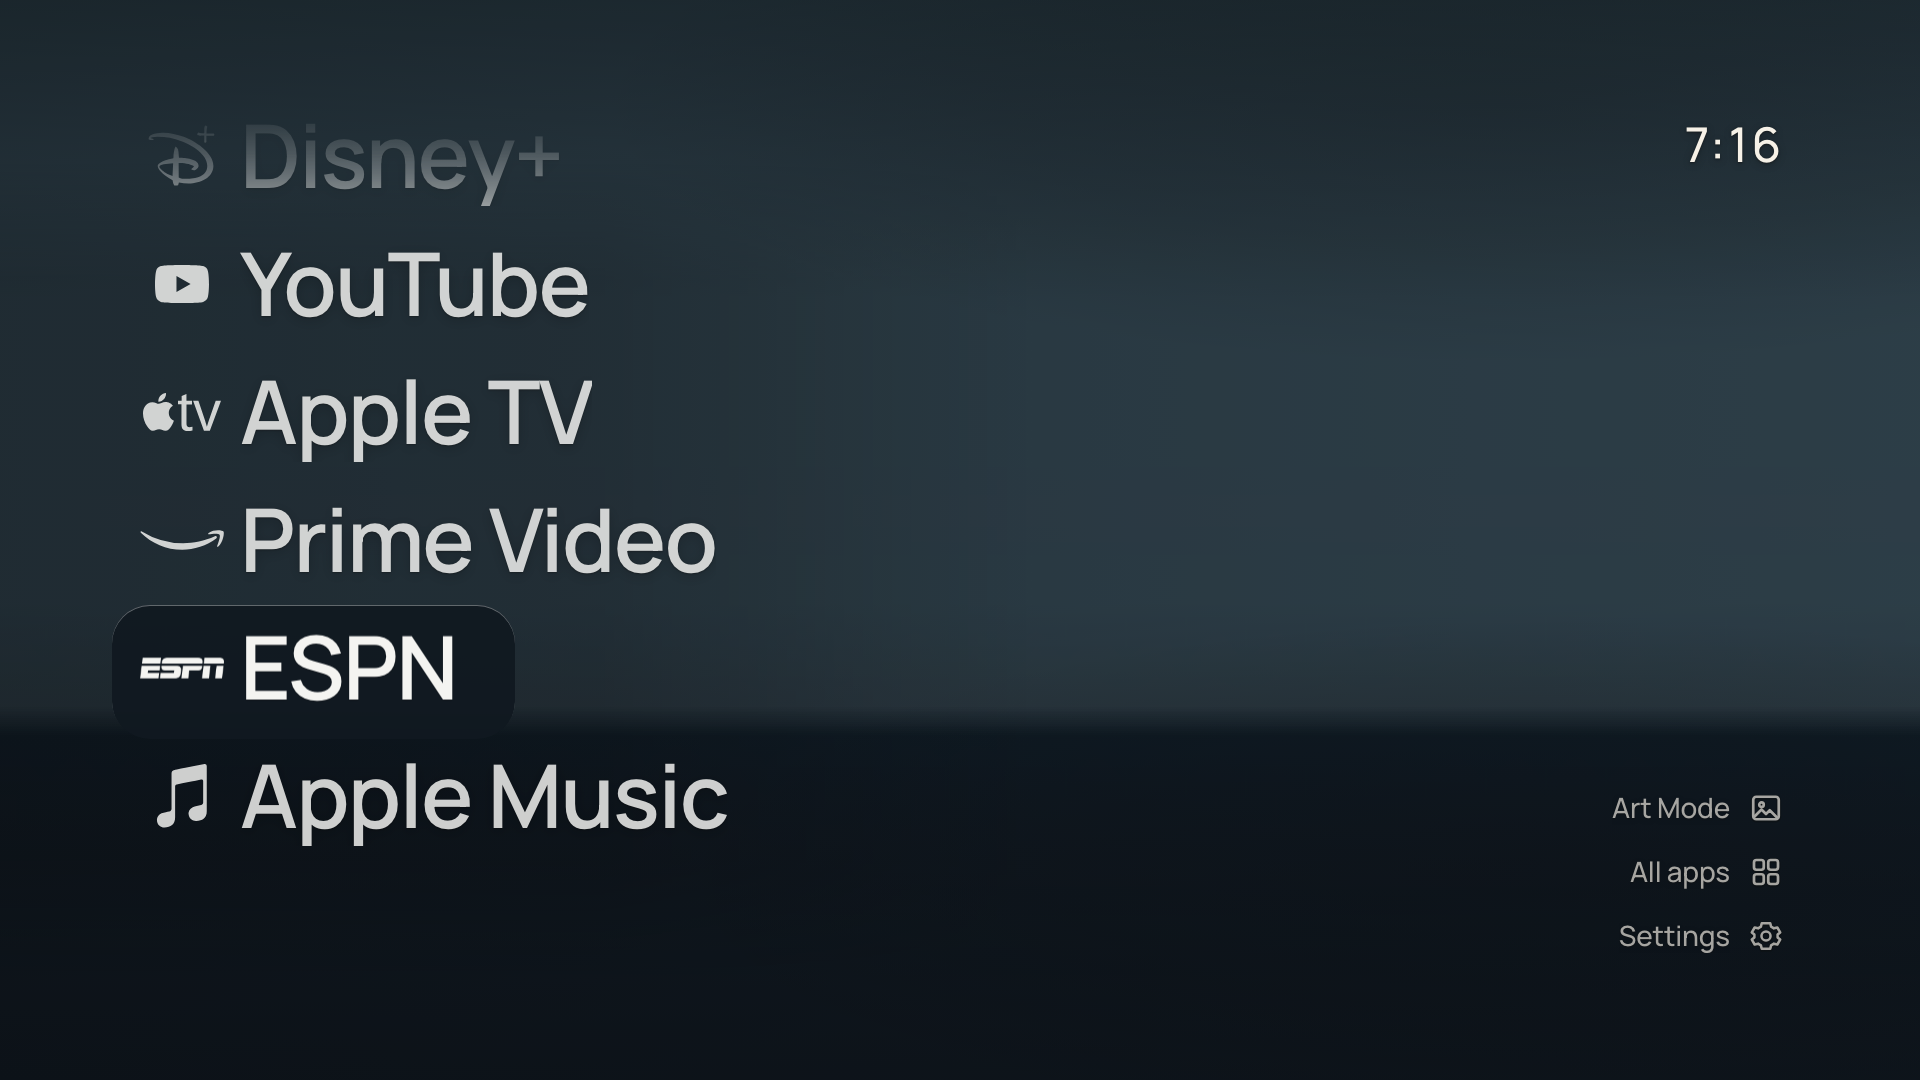 Disney+
7:16
YouTube
tv Apple TV
Prime Video
ESPN ESPN
Apple Music
Art Mode
All apps
Settings